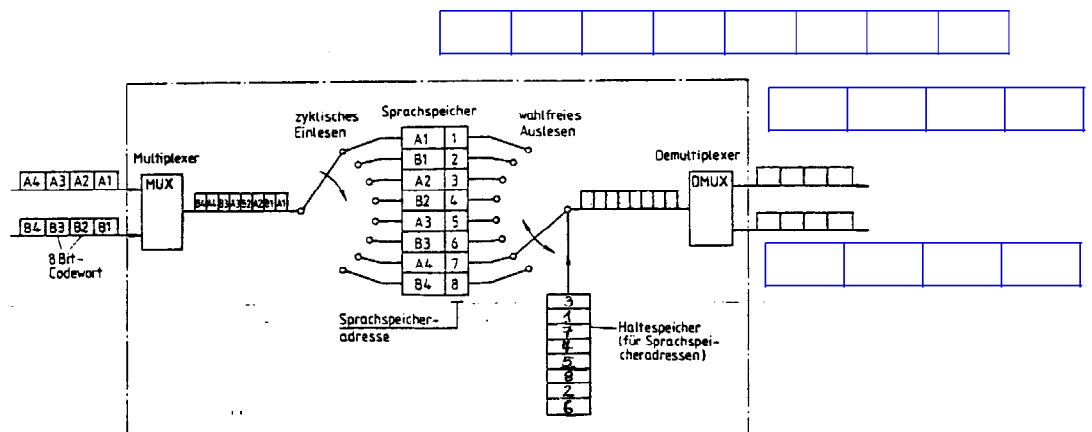 zyklisches
Einlesen
Sprachspeicher
wahlfreies
Auslesen
Multiplexer
Demultiplexer
A4 A3 A2 A1
MUX
B4 A4 B3 A3 B2 A2 B1 A1
DMUX
B4 B3 B2 B1
8 Bit-
Codewort
A1 1
B1 2
A2 3
B2 4
A3 5
B3 6
A4 7
B4 8
Sprachspeicher-
adresse
3
1
7
4
5
8
2
6
Haltespeicher
(für Sprachspei-
cheradressen)